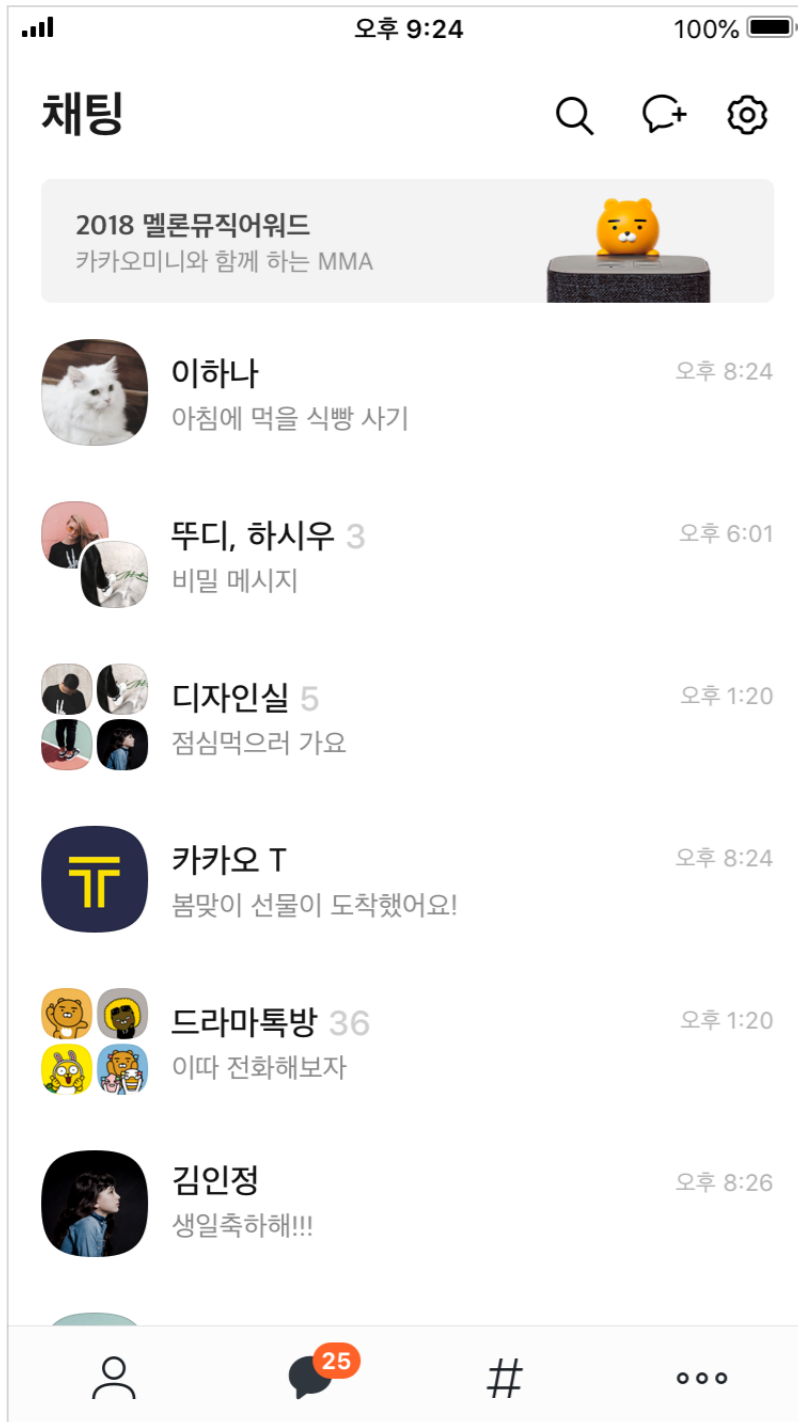 오후 9:24
100%
채팅
2018 멜론뮤직어워드
카카오미니와 함께 하는 MMA
이하나
오후 8:24
아침에 먹을 식빵 사기
뚜디, 하시우 3
오후 6:01
비밀 메시지
디자인실 5
오후 1:20
점심먹으러 가요
카카오 T
오후 8:24
봄맞이 선물이 도착했어요!
드라마톡방 36
오후 1:20
이따 전화해보자
김인정
오후 8:26
생일축하해!!!
25
#